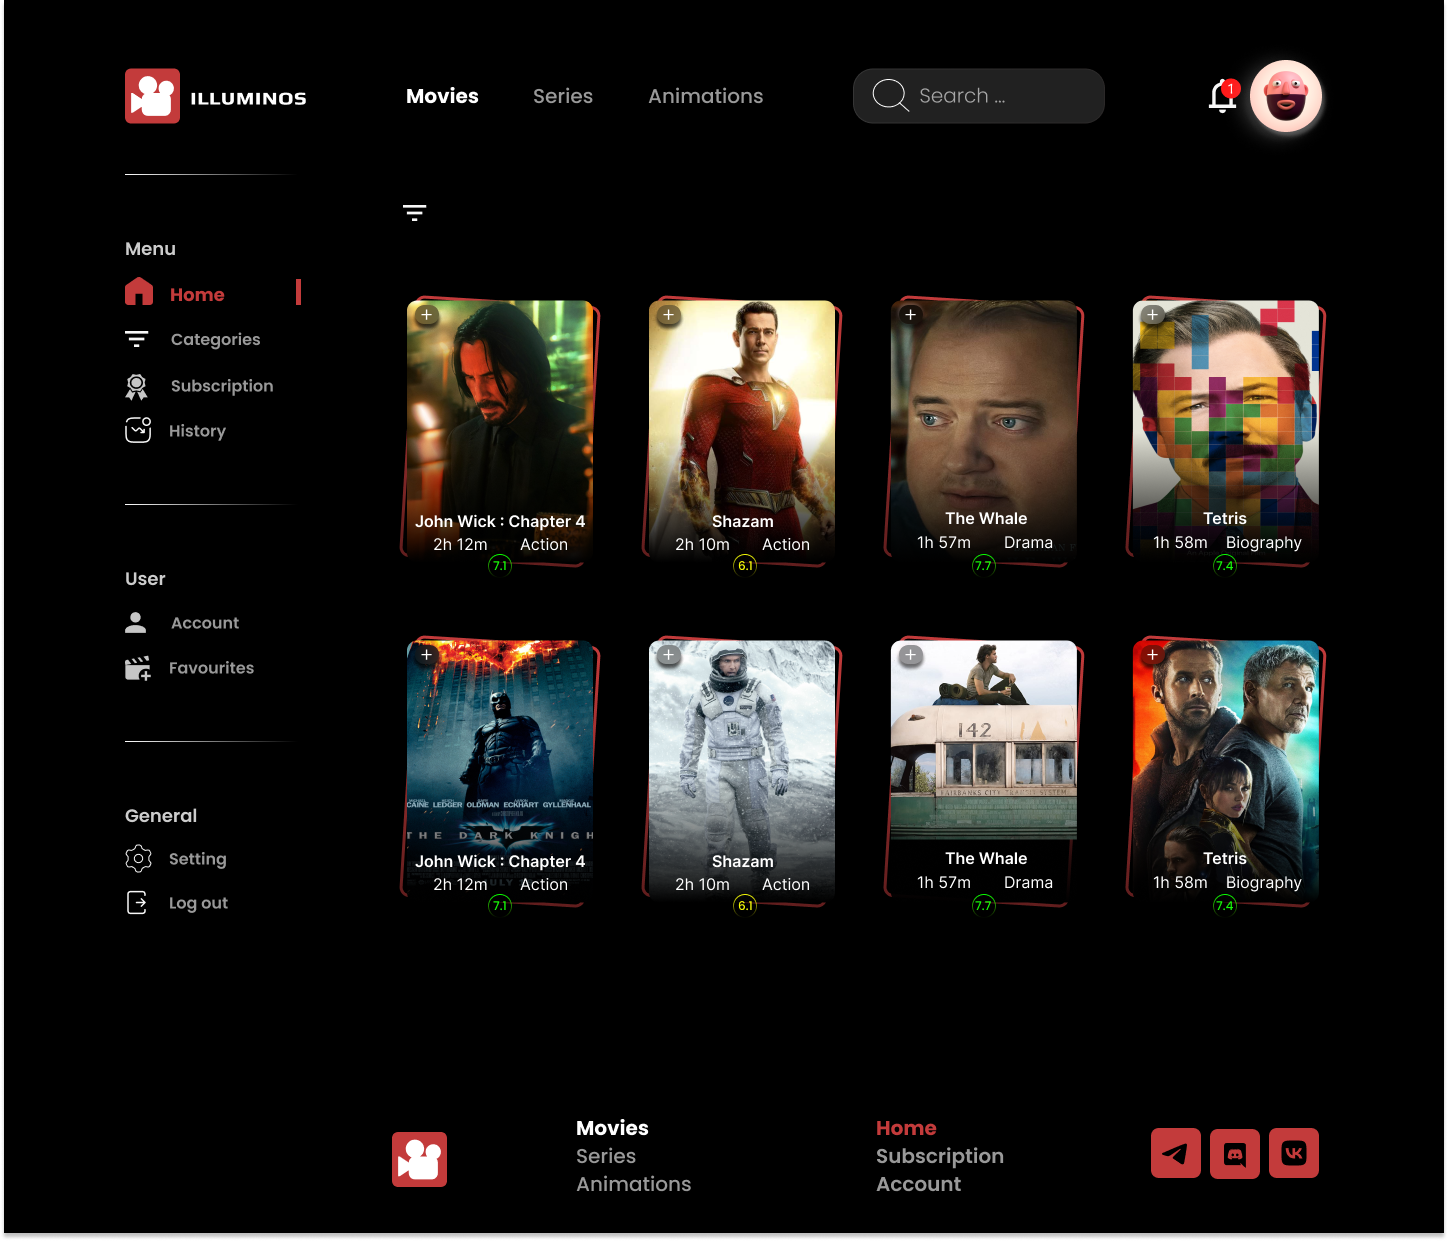 ILLUMINOS
Movies
Series
Animations
Search ...
1
Menu
Home
Categories
Subscription
History
User
Account
Favourites
General
Setting
Log out
+
John Wick : Chapter 4
2h 12m Action
7.1
+
Shazam
2h 10m Action
6.1
+
The Whale
1h 57m Drama
7.7
+
Tetris
1h 58m Biography
7.4
+
CAINE LEDGER OLDMAN ECKHART GYLLENHAAL
THE DARK KNIGH
John Wick : Chapter 4
2h 12m Action
7.1
+
Shazam
2h 10m Action
6.1
+
142
FAIRBANKS CITY TRANSIT SYSTEM
The Whale
1h 57m Drama
7.7
+
Tetris
1h 58m Biography
7.4
Movies
Series
Animations
Home
Subscription
Account